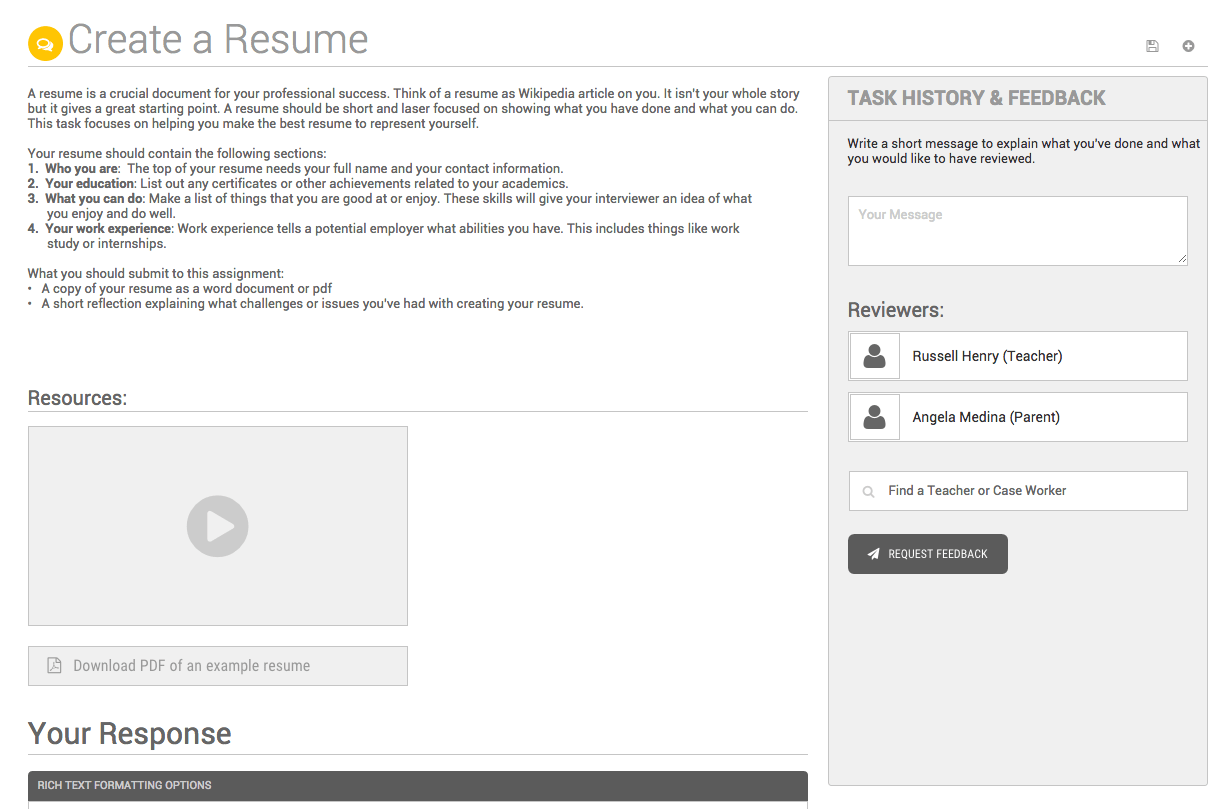 Create a Resume
A resume is a crucial document for your professional success. Think of a resume as Wikipedia article on you. It isn't your whole story
but it gives a great starting point. A resume should be short and laser focused on showing what you have done and what you can do.
This task focuses on helping you make the best resume to represent yourself.
Your resume should contain the following sections:
1. Who you are: The top of your resume needs your full name and your contact information.
2. Your education: List out any certificates or other achievements related to your academics.
3. What you can do: Make a list of things that you are good at or enjoy. These skills will give your interviewer an idea of what
you enjoy and do well.
4. Your work experience: Work experience tells a potential employer what abilities you have. This includes things like work
study or internships.
What you should submit to this assignment:
• A copy of your resume as a word document or pdf
• A short reflection explaining what challenges or issues you've had with creating your resume.
Resources:
Download PDF of an example resume
Your Response
RICH TEXT FORMATTING OPTIONS
TASK HISTORY & FEEDBACK
Write a short message to explain what you've done and what
you would like to have reviewed.
Your Message
Reviewers:
Russell Henry (Teacher)
Angela Medina (Parent)
Find a Teacher or Case Worker
REQUEST FEEDBACK